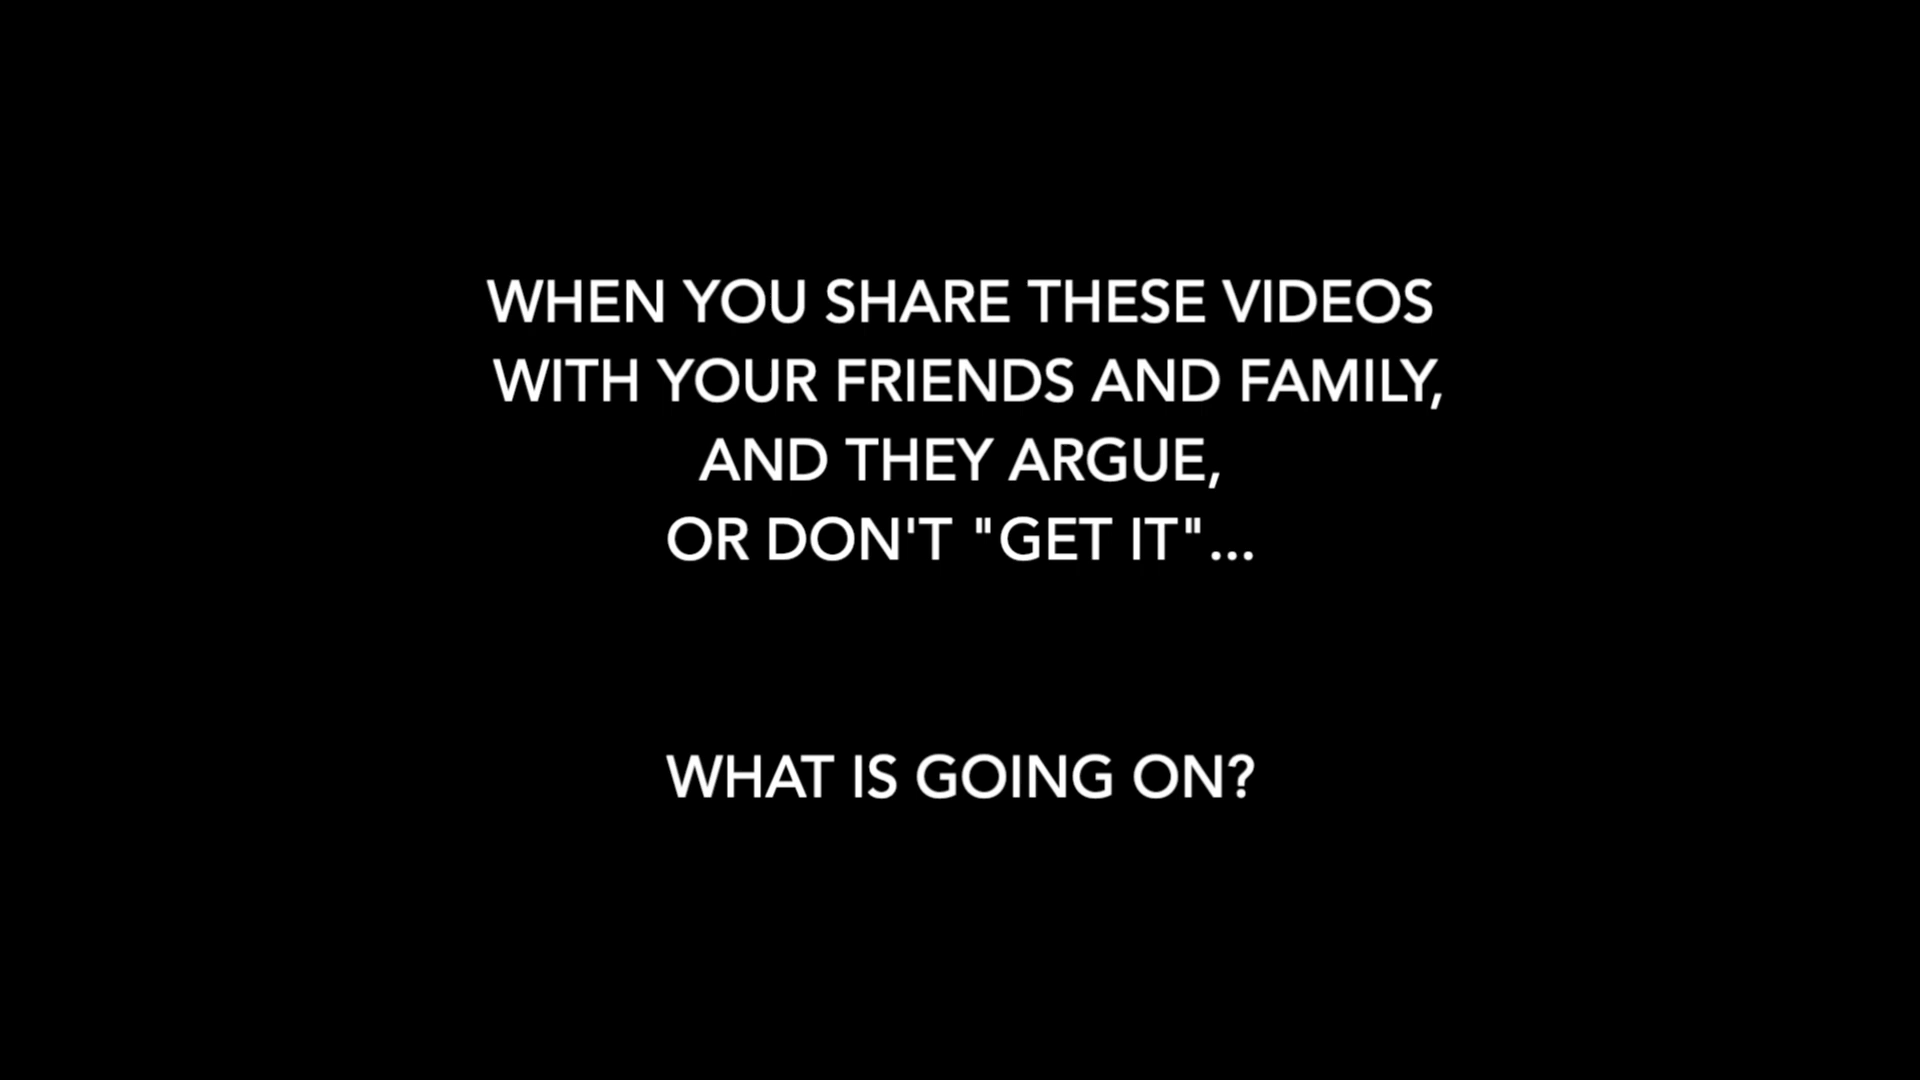 WHEN YOU SHARE THESE VIDEOS
WITH YOUR FRIENDS AND FAMILY,
AND THEY ARGUE,
OR DON'T "GET IT"...
WHAT IS GOING ON?